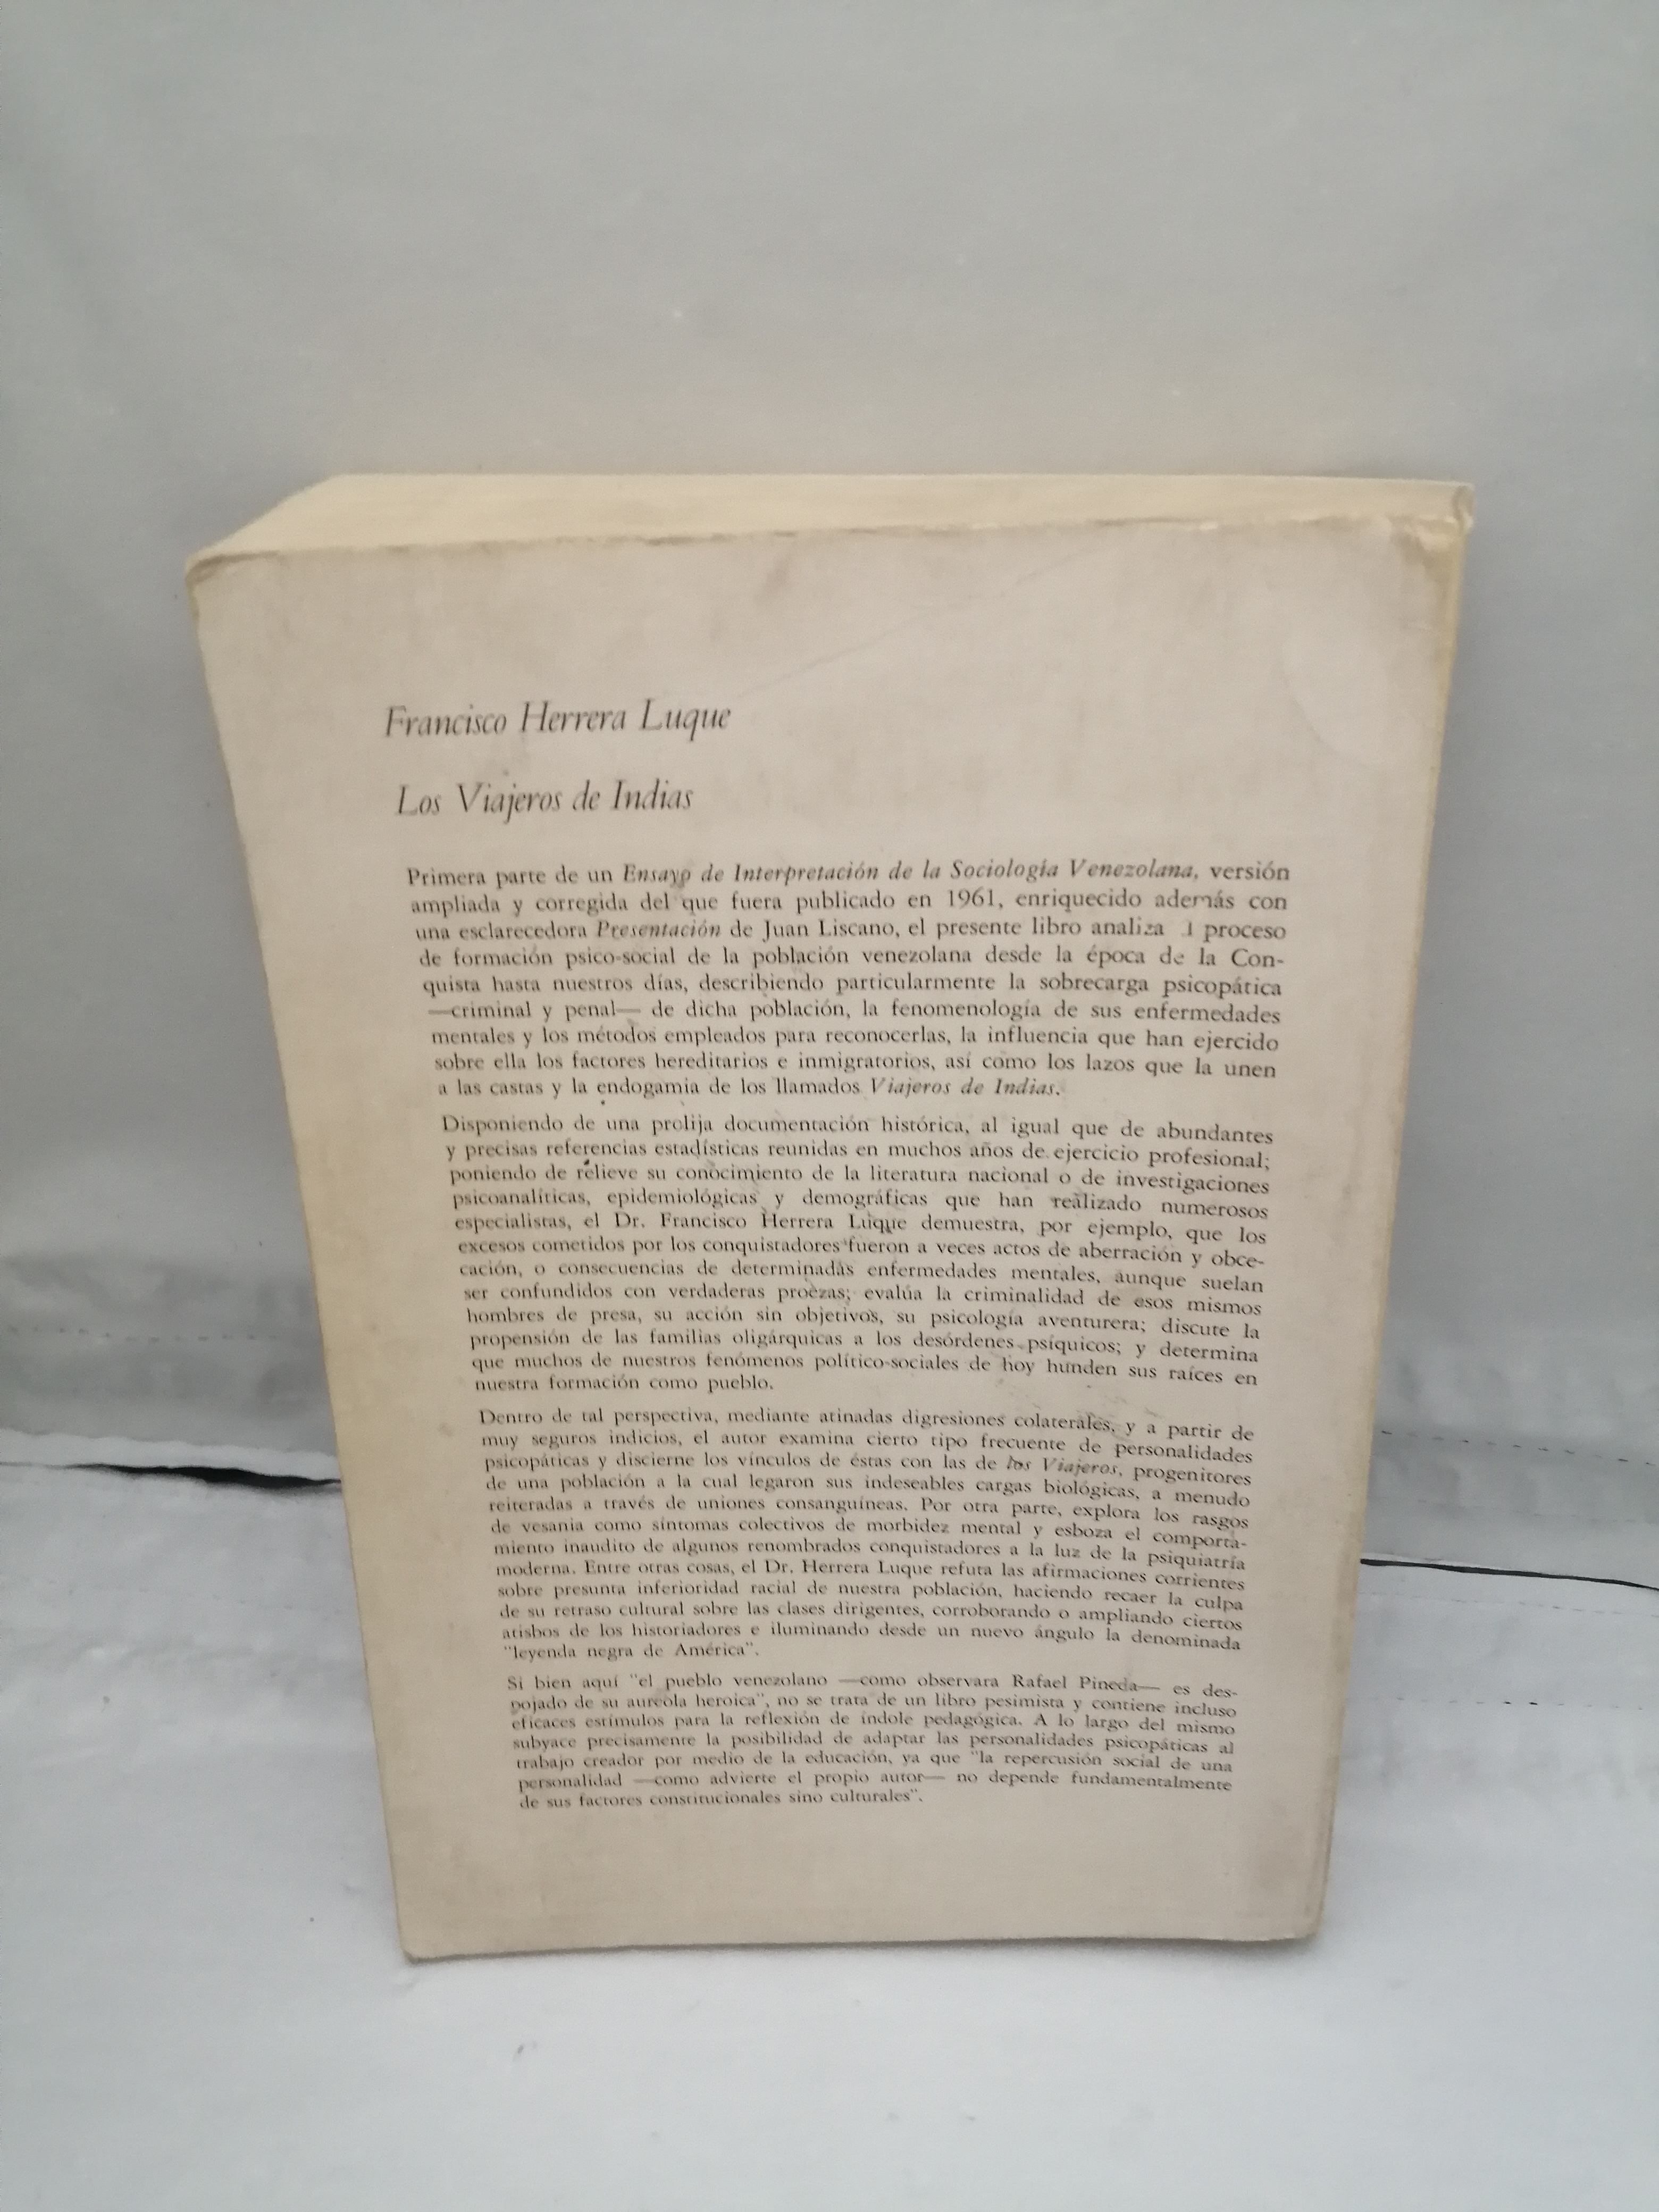 Francisco Herrera Luque
Los Viajeros de Indias
Primera parte de un Ensayo de Interpretación de la Sociología Venezolana, versión
ampliada y corregida del que fuera publicado en 1961, enriquecido además con
una esclarecedora Presentación de Juan Liscano, el presente libro analiza l proceso
de formación psico-social de la población venezolana desde la época de la Con-
quista hasta nuestros días, describiendo particularmente la sobrecarga psicopática
—criminal y penal— de dicha población, la fenomenología de sus enfermedades
mentales y los métodos empleados para reconocerlas, la influencia que han ejercido
sobre ella los factores hereditarios e inmigratorios, así como los lazos que la unen
a las castas y la endogamia de los llamados Viajeros de Indias.
Disponiendo de una prolija documentación histórica, al igual que de abundantes
y precisas referencias estadísticas reunidas en muchos años de ejercicio profesional;
poniendo de relieve su conocimiento de la literatura nacional o de investigaciones
psicoanalíticas, epidemiológicas y demográficas que han realizado numerosos
especialistas, el Dr. Francisco Herrera Luque demuestra, por ejemplo, que los
excesos cometidos por los conquistadores fueron a veces actos de aberración y obce-
cación, o consecuencias de determinadas enfermedades mentales, aunque suelan
ser confundidos con verdaderas proezas; evalúa la criminalidad de esos mismos
hombres de presa, su acción sin objetivos, su psicología aventurera; discute la
propensión de las familias oligárquicas a los desórdenes psíquicos; y determina
que muchos de nuestros fenómenos político-sociales de hoy hunden sus raíces en
nuestra formación como pueblo.
Dentro de tal perspectiva, mediante atinadas digresiones colaterales, y a partir de
muy seguros indicios, el autor examina cierto tipo frecuente de personalidades
psicopáticas y discierne los vínculos de éstas con las de los Viajeros, progenitores
de una población a la cual legaron sus indeseables cargas biológicas, a menudo
reiteradas a través de uniones consanguíneas. Por otra parte, explora los rasgos
de vesania como síntomas colectivos de morbidez mental y esboza el comporta-
miento inaudito de algunos renombrados conquistadores a la luz de la psiquiatría
moderna. Entre otras cosas, el Dr. Herrera Luque refuta las afirmaciones corrientes
sobre presunta inferioridad racial de nuestra población, haciendo recaer la culpa
de su retraso cultural sobre las clases dirigentes, corroborando o ampliando ciertos
atisbos de los historiadores e iluminando desde un nuevo ángulo la denominada
"leyenda negra de América".
Si bien aquí "el pueblo venezolano —como observara Rafael Pineda— es des-
pojado de su aureola heroica", no se trata de un libro pesimista y contiene incluso
eficaces estímulos para la reflexión de índole pedagógica. A lo largo del mismo
subyace precisamente la posibilidad de adaptar las personalidades psicopáticas al
trabajo creador por medio de la educación, ya que "la repercusión social de una
personalidad —como advierte el propio autor— no depende fundamentalmente
de sus factores constitucionales sino culturales".